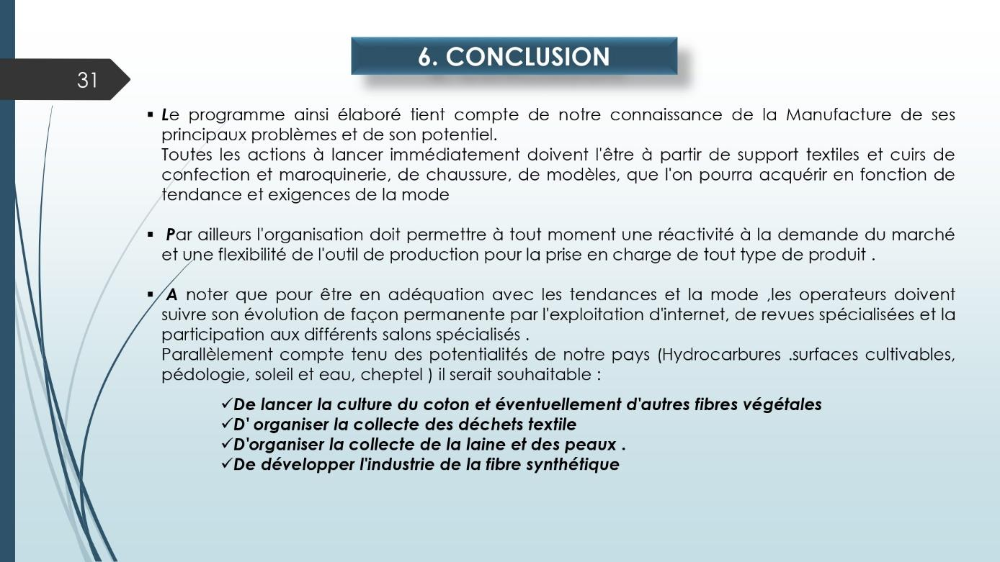 6. CONCLUSION
31
▪ Le programme ainsi élaboré tient compte de notre connaissance de la Manufacture de ses
principaux problèmes et de son potentiel.
Toutes les actions à lancer immédiatement doivent l'être à partir de support textiles et cuirs de
confection et maroquinerie, de chaussure, de modèles, que l'on pourra acquérir en fonction de
tendance et exigences de la mode
▪ Par ailleurs l'organisation doit permettre à tout moment une réactivité à la demande du marché
et une flexibilité de l'outil de production pour la prise en charge de tout type de produit .
▪ A noter que pour être en adéquation avec les tendances et la mode ,les operateurs doivent
suivre son évolution de façon permanente par l'exploitation d'internet, de revues spécialisées et la
participation aux différents salons spécialisés .
Parallèlement compte tenu des potentialités de notre pays (Hydrocarbures .surfaces cultivables,
pédologie, soleil et eau, cheptel ) il serait souhaitable :
✓De lancer la culture du coton et éventuellement d'autres fibres végétales
✓D' organiser la collecte des déchets textile
✓D'organiser la collecte de la laine et des peaux .
✓De développer l'industrie de la fibre synthétique